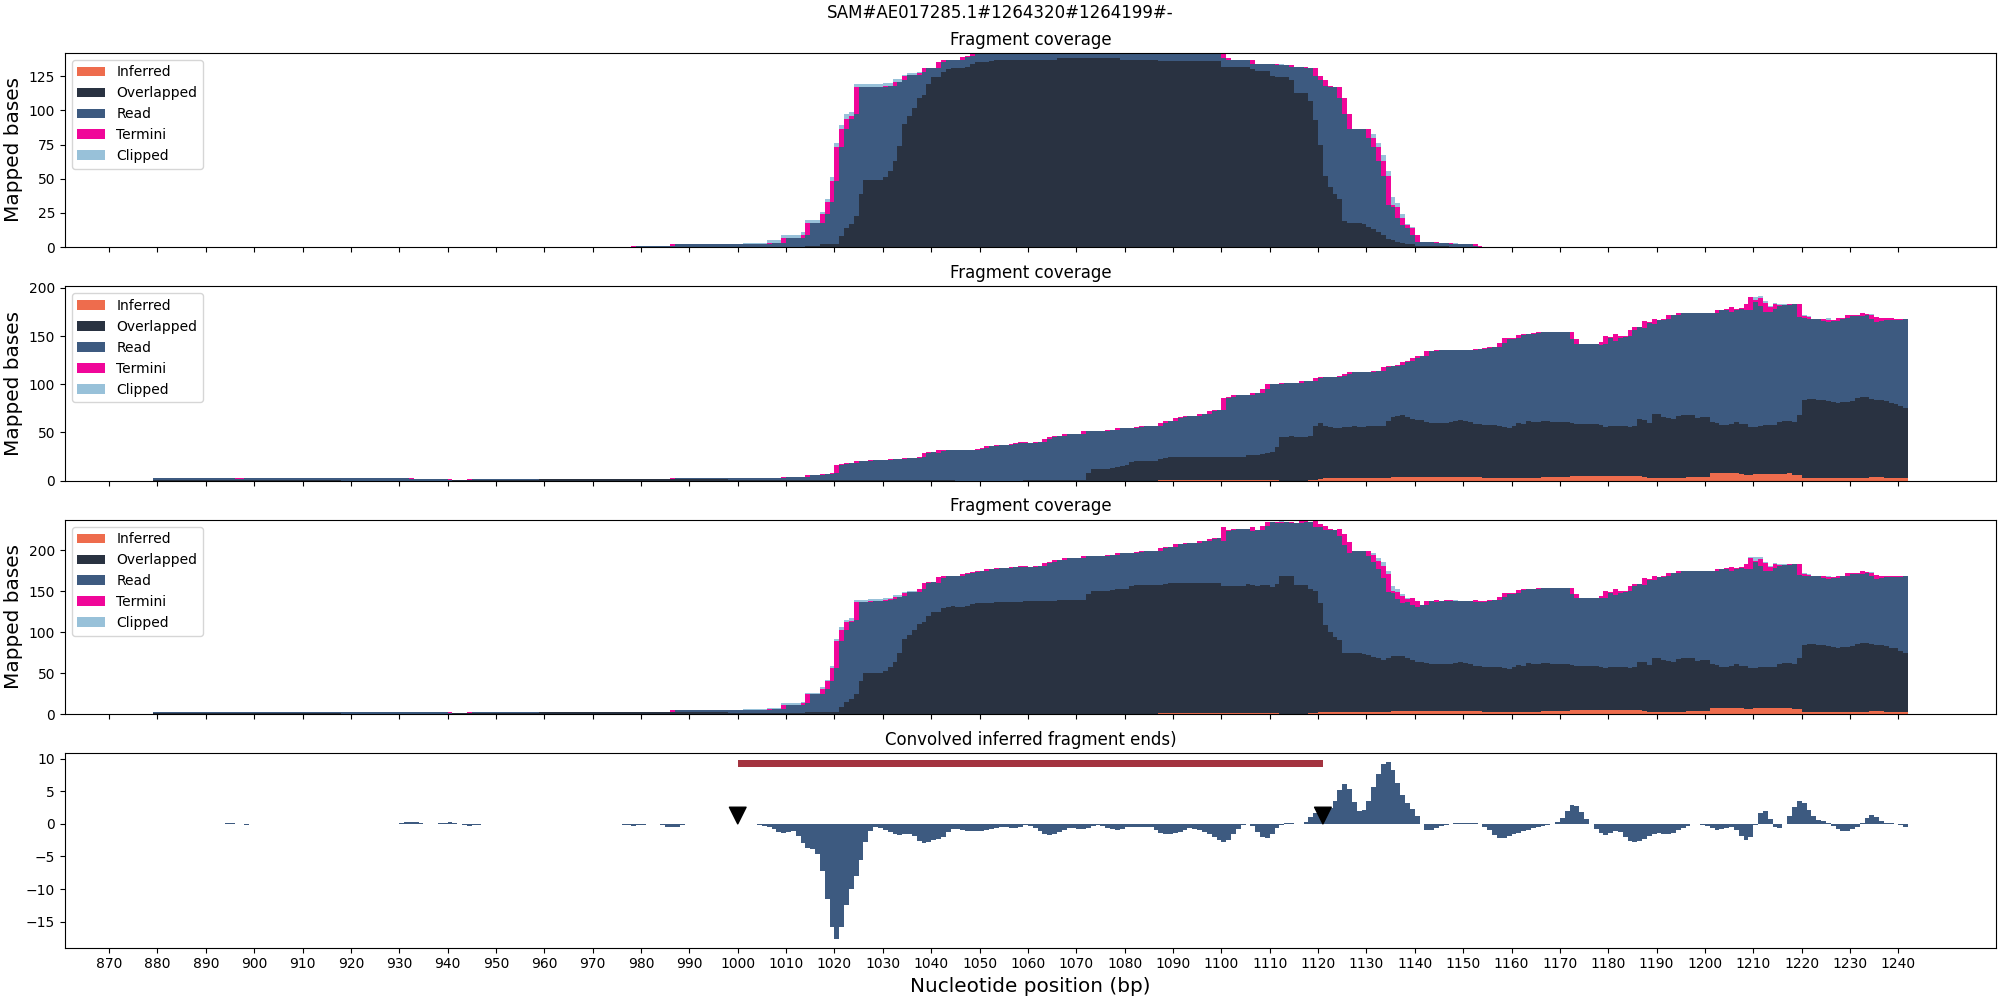 SAM#AE017285.1#1264320#1264199#-
Fragment coverage
Mapped bases
125
100
75
50
25
0
Inferred
Overlapped
Read
Termini
Clipped
Fragment coverage
Mapped bases
200
150
100
50
0
Inferred
Overlapped
Read
Termini
Clipped
Fragment coverage
Mapped bases
200
150
100
50
0
Inferred
Overlapped
Read
Termini
Clipped
Convolved inferred fragment ends)
10
5
0
−5
−10
−15
870 880 890 900 910 920 930 940 950 960 970 980 990 1000 1010 1020 1030 1040 1050 1060 1070 1080 1090 1100 1110 1120 1130 1140 1150 1160 1170 1180 1190 1200 1210 1220 1230 1240
Nucleotide position (bp)